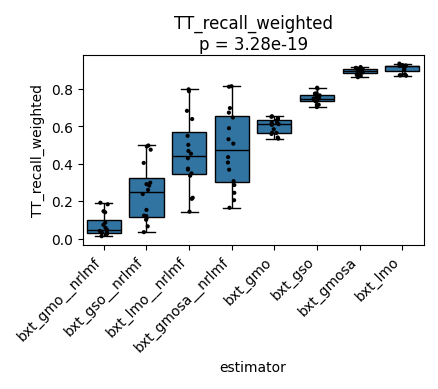 TT_recall_weighted
p = 3.28e-19
TT_recall_weighted
0.8
0.6
0.4
0.2
0.0
bxt_gmo__nrlmf
bxt_gso__nrlmf
bxt_lmo__nrlmf
bxt_gmosa__nrlmf
bxt_gmo
bxt_gso
bxt_gmosa
bxt_lmo
estimator